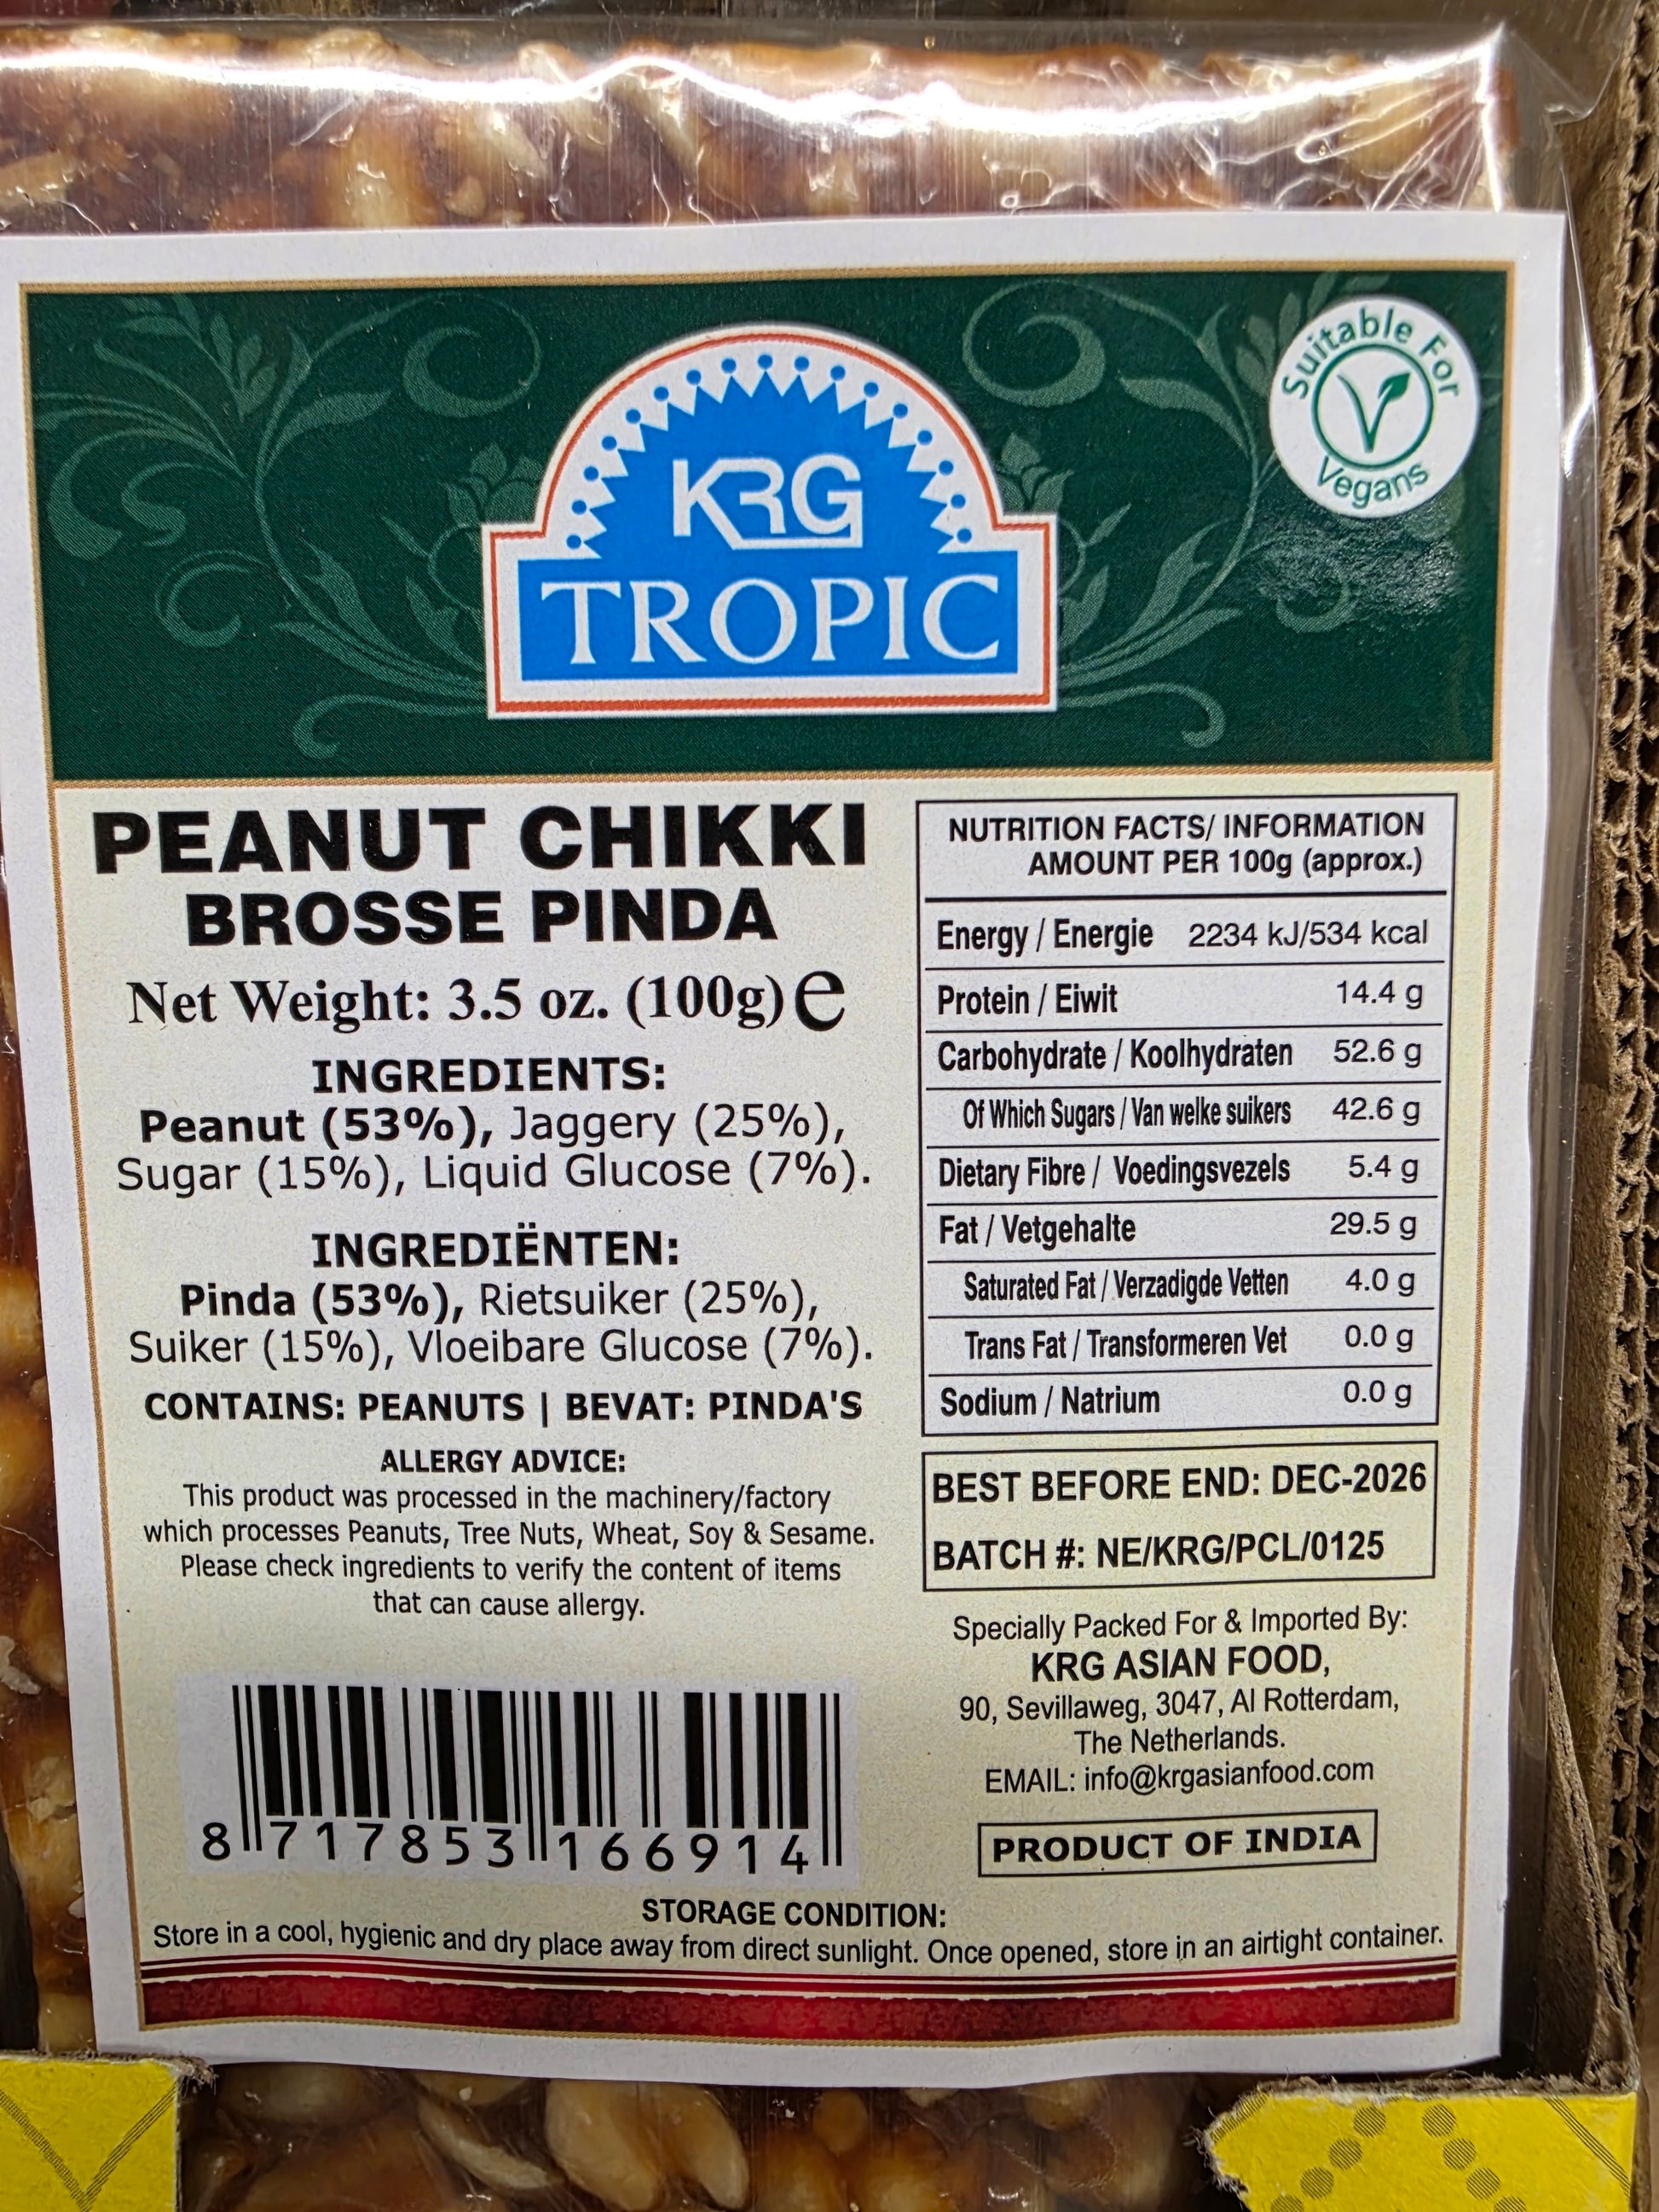 Suitable For
Vegans
KRG
TROPIC
PEANUT CHIKKI
BROSSE PINDA
Net Weight: 3.5 oz. (100g) e
INGREDIENTS:
Peanut (53%), Jaggery (25%),
Sugar (15%), Liquid Glucose (7%).
INGREDIËNTEN:
Pinda (53%), Rietsuiker (25%),
Suiker (15%), Vloeibare Glucose (7%).
CONTAINS: PEANUTS | BEVAT: PINDA'S
ALLERGY ADVICE:
This product was processed in the machinery/factory
which processes Peanuts, Tree Nuts, Wheat, Soy & Sesame.
Please check ingredients to verify the content of items
that can cause allergy.
8 717853 166914
NUTRITION FACTS/ INFORMATION
AMOUNT PER 100g (approx.)
Energy / Energie 2234 kJ/534 kcal
Protein / Eiwit 14.4 g
Carbohydrate / Koolhydraten 52.6 g
Of Which Sugars / Van welke suikers 42.6 g
Dietary Fibre / Voedingsvezels 5.4 g
Fat / Vetgehalte 29.5 g
Saturated Fat / Verzadigde Vetten 4.0 g
Trans Fat / Transformeren Vet 0.0 g
Sodium / Natrium 0.0 g
BEST BEFORE END: DEC-2026
BATCH #: NE/KRG/PCL/0125
Specially Packed For & Imported By:
KRG ASIAN FOOD,
90, Sevillaweg, 3047, Al Rotterdam,
The Netherlands.
EMAIL: info@krgasianfood.com
PRODUCT OF INDIA
STORAGE CONDITION:
Store in a cool, hygienic and dry place away from direct sunlight. Once opened, store in an airtight container.